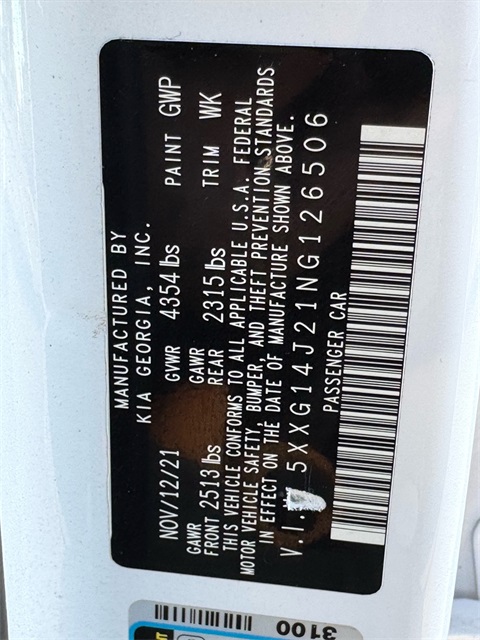 MANUFACTURED BY
KIA GEORGIA, INC.
NOV/12/21 GVWR 4354 lbs PAINT GWP
GAWR GAWR
FRONT 2513 lbs REAR 2315 lbs TRIM WK
THIS VEHICLE CONFORMS TO ALL APPLICABLE U.S.A. FEDERAL
MOTOR VEHICLE SAFETY, BUMPER, AND THEFT PREVENTION STANDARDS
IN EFFECT ON THE DATE OF MANUFACTURE SHOWN ABOVE.
V.I. 5XXG14J21NG126506
PASSENGER CAR
3100